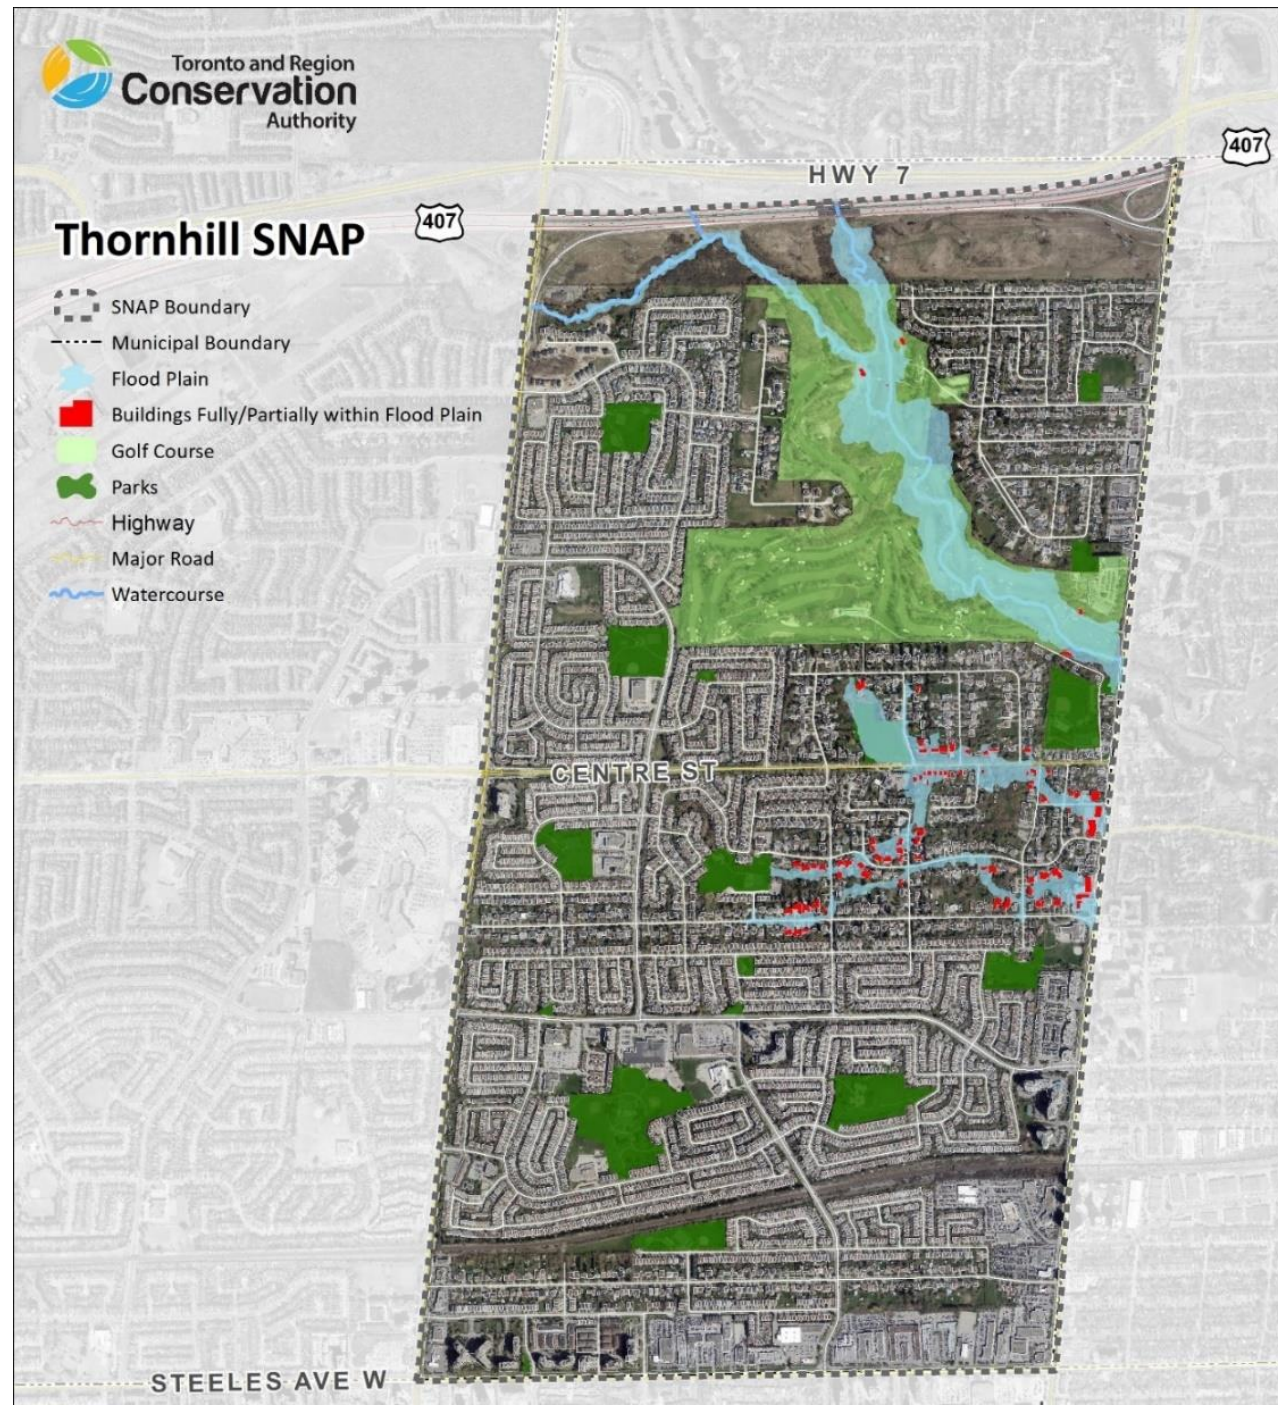 Toronto and Region
Conservation
Authority
407
HWY 7
407
Thornhill SNAP
SNAP Boundary
Municipal Boundary
Flood Plain
Buildings Fully/Partially within Flood Plain
Golf Course
Parks
Highway
Major Road
Watercourse
CENTRE ST
STEELES AVE W